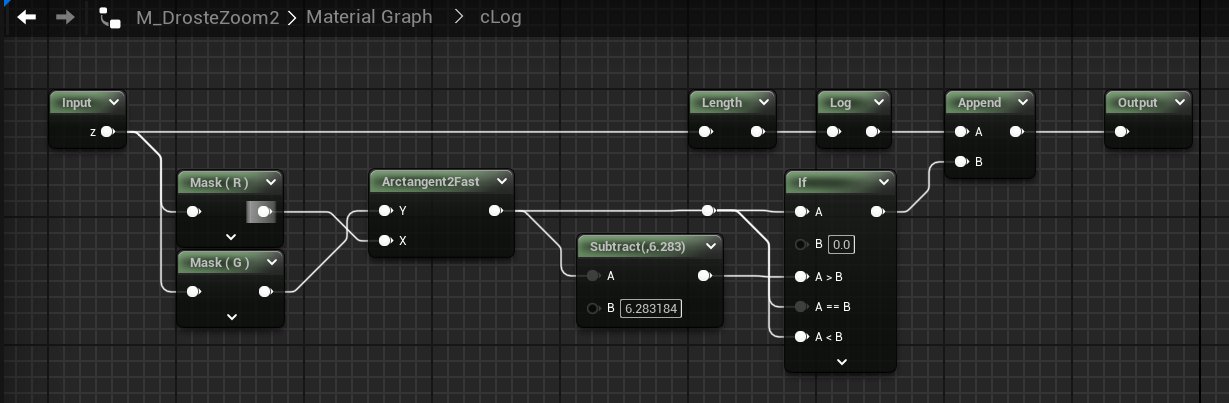 M_DrosteZoom2 > Material Graph > cLog
Input
z
Mask ( R )
Mask ( G )
Arctangent2Fast
Y
X
Subtract(,6.283)
A
B 6.283184
Length
Log
If
A
B 0.0
A > B
A == B
A < B
Append
A
B
Output